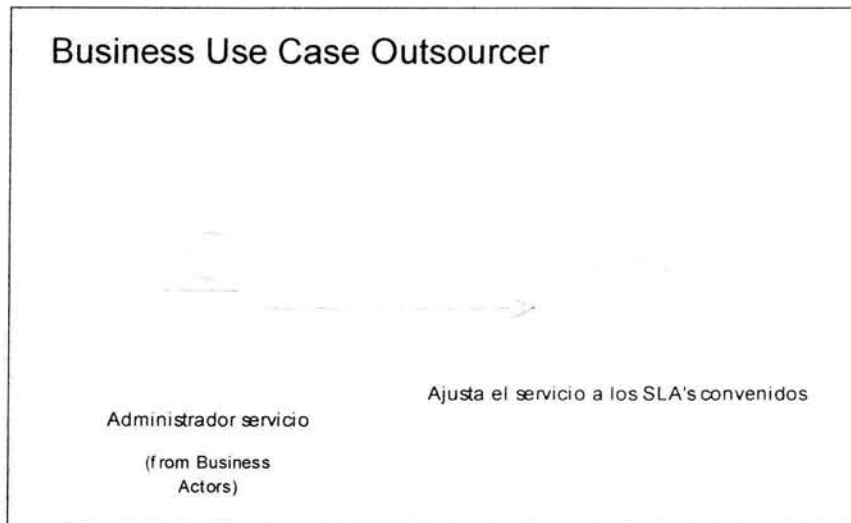 Business Use Case Outsourcer
Ajusta el servicio a los SLA's convenidos
Administrador servicio
(from Business
Actors)